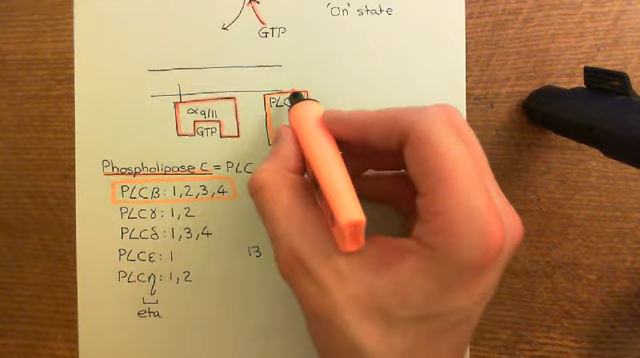 'On' state
GTP
αq/11
GTP
PLC
Phospholipase C = PLC
PLCβ: 1, 2, 3, 4
PLCγ: 1, 2
PLCδ: 1, 3, 4
PLCε: 1
13
PLCη: 1, 2
eta